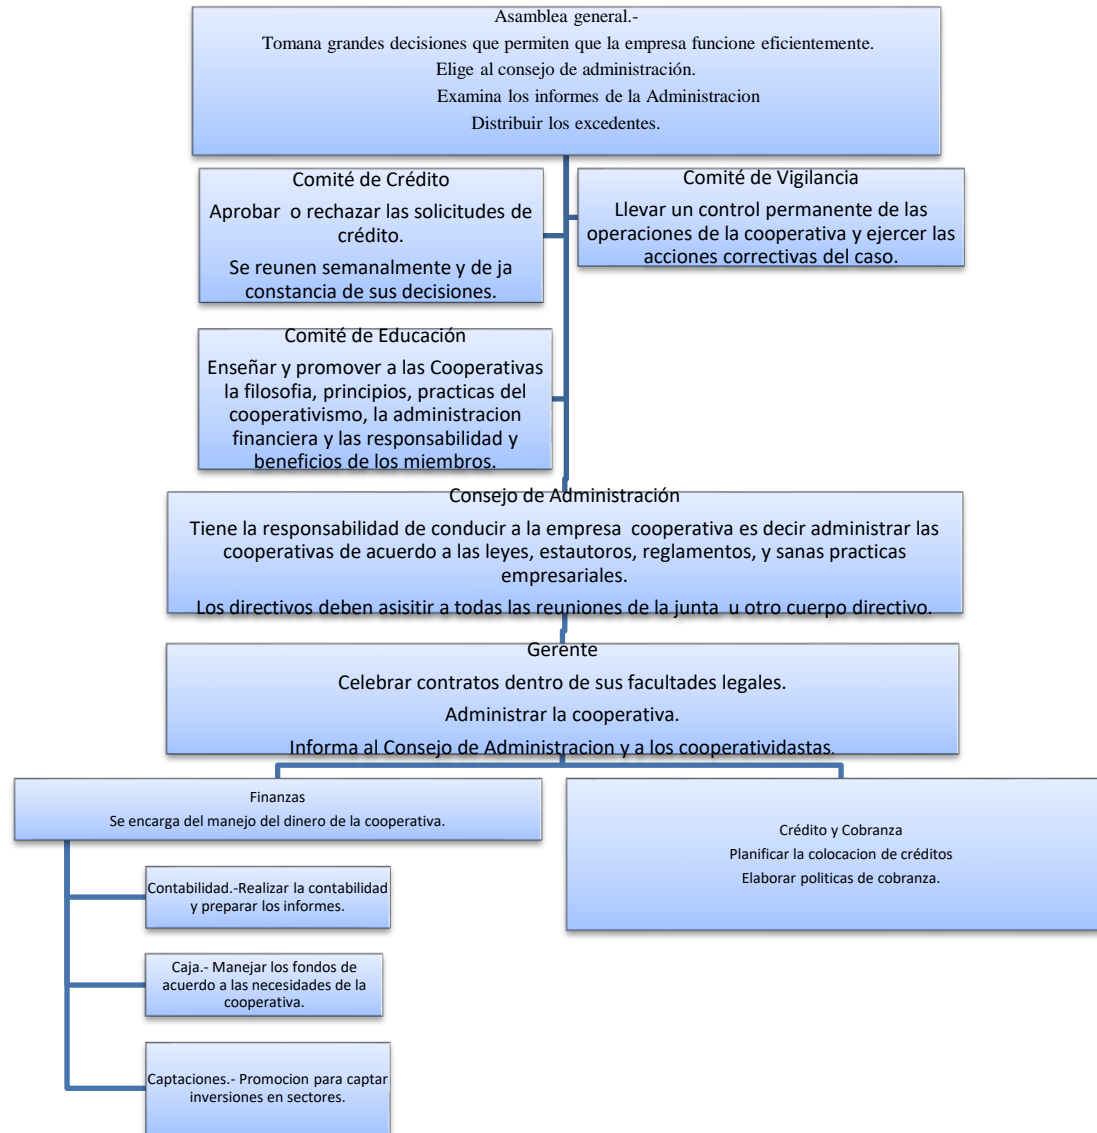 Asamblea general.-
Tomana grandes decisiones que permiten que la empresa funcione eficientemente.
Elige al consejo de administración.
Examina los informes de la Administracion
Distribuir los excedentes.
Comité de Crédito
Aprobar o rechazar las solicitudes de
crédito.
Se reunen semanalmente y de ja
constancia de sus decisiones.
Comité de Vigilancia
Llevar un control permanente de las
operaciones de la cooperativa y ejercer las
acciones correctivas del caso.
Comité de Educación
Enseñar y promover a las Cooperativas
la filosofia, principios, practicas del
cooperativismo, la administracion
financiera y las responsabilidad y
beneficios de los miembros.
Consejo de Administración
Tiene la responsabilidad de conducir a la empresa cooperativa es decir administrar las
cooperativas de acuerdo a las leyes, estautoros, reglamentos, y sanas practicas
empresariales.
Los directivos deben asisitir a todas las reuniones de la junta u otro cuerpo directivo.
Gerente
Celebrar contratos dentro de sus facultades legales.
Administrar la cooperativa.
Informa al Consejo de Administracion y a los cooperatividastas.
Finanzas
Se encarga del manejo del dinero de la cooperativa.
Crédito y Cobranza
Planificar la colocacion de créditos
Elaborar politicas de cobranza.
Contabilidad.-Realizar la contabilidad
y preparar los informes.
Caja.- Manejar los fondos de
acuerdo a las necesidades de la
cooperativa.
Captaciones.- Promocion para captar
inversiones en sectores.